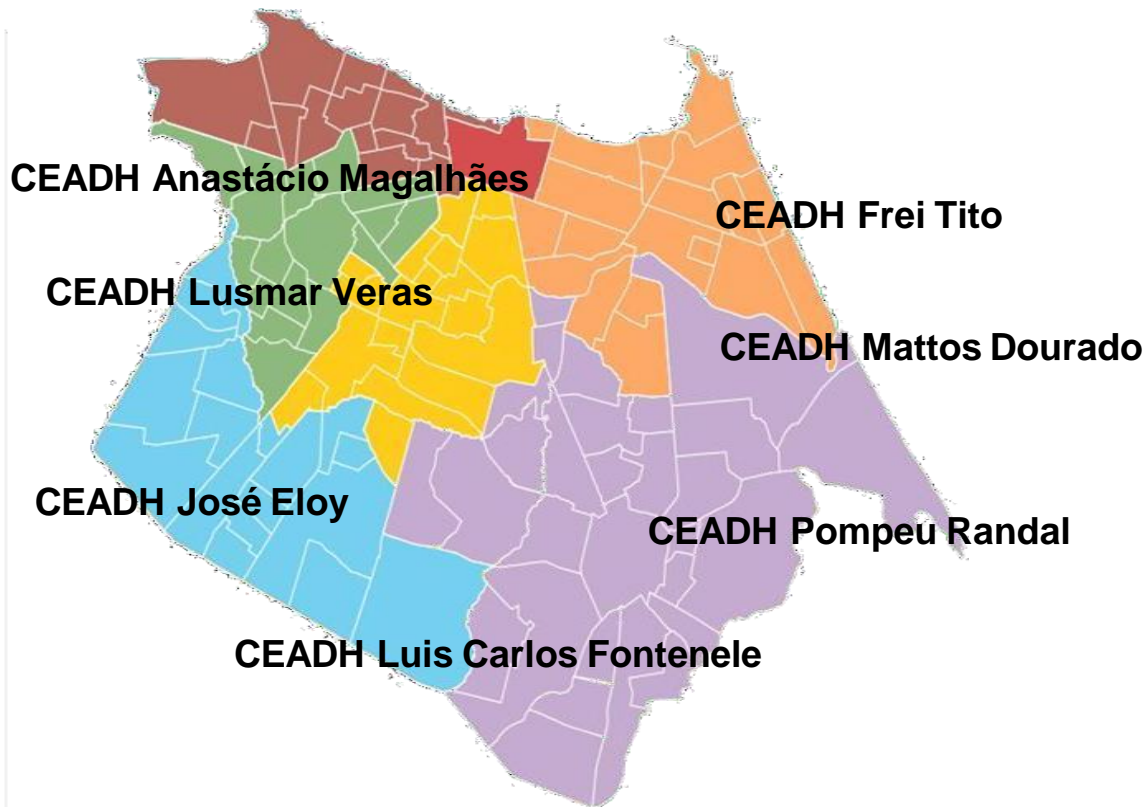 CEADH Anastácio Magalhães
CEADH Frei Tito
CEADH Lusmar Veras
CEADH Mattos Dourado
CEADH José Eloy
CEADH Pompeu Randal
CEADH Luis Carlos Fontenele